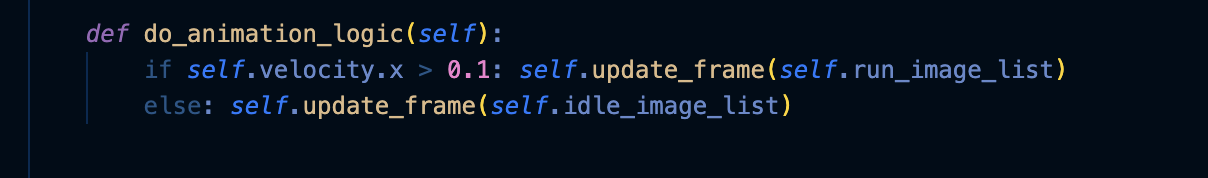 def do_animation_logic(self):
    if self.velocity.x > 0.1: self.update_frame(self.run_image_list)
    else: self.update_frame(self.idle_image_list)